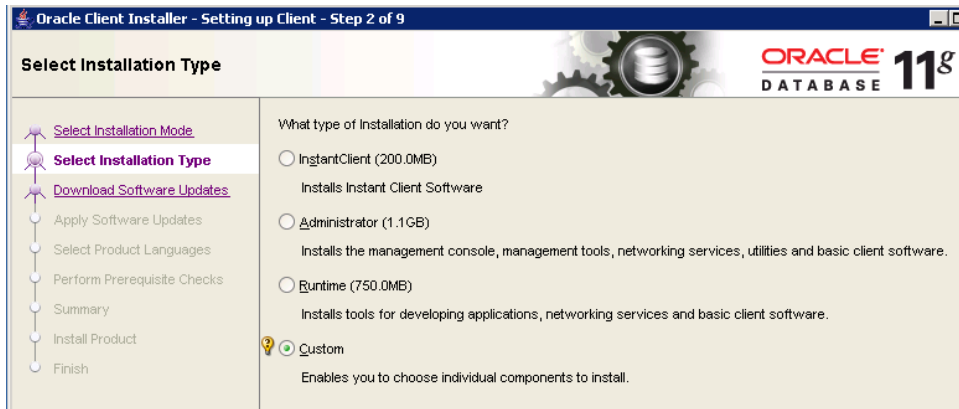 Oracle Client Installer - Setting up Client - Step 2 of 9
Select Installation Type
ORACLE
DATABASE
11g
Select Installation Mode
Select Installation Type
Download Software Updates
Apply Software Updates
Select Product Languages
Perform Prerequisite Checks
Summary
Install Product
Finish
What type of Installation do you want?
InstantClient (200.0MB)
Installs Instant Client Software
Administrator (1.1GB)
Installs the management console, management tools, networking services, utilities and basic client software.
Runtime (750.0MB)
Installs tools for developing applications, networking services and basic client software.
Custom
Enables you to choose individual components to install.